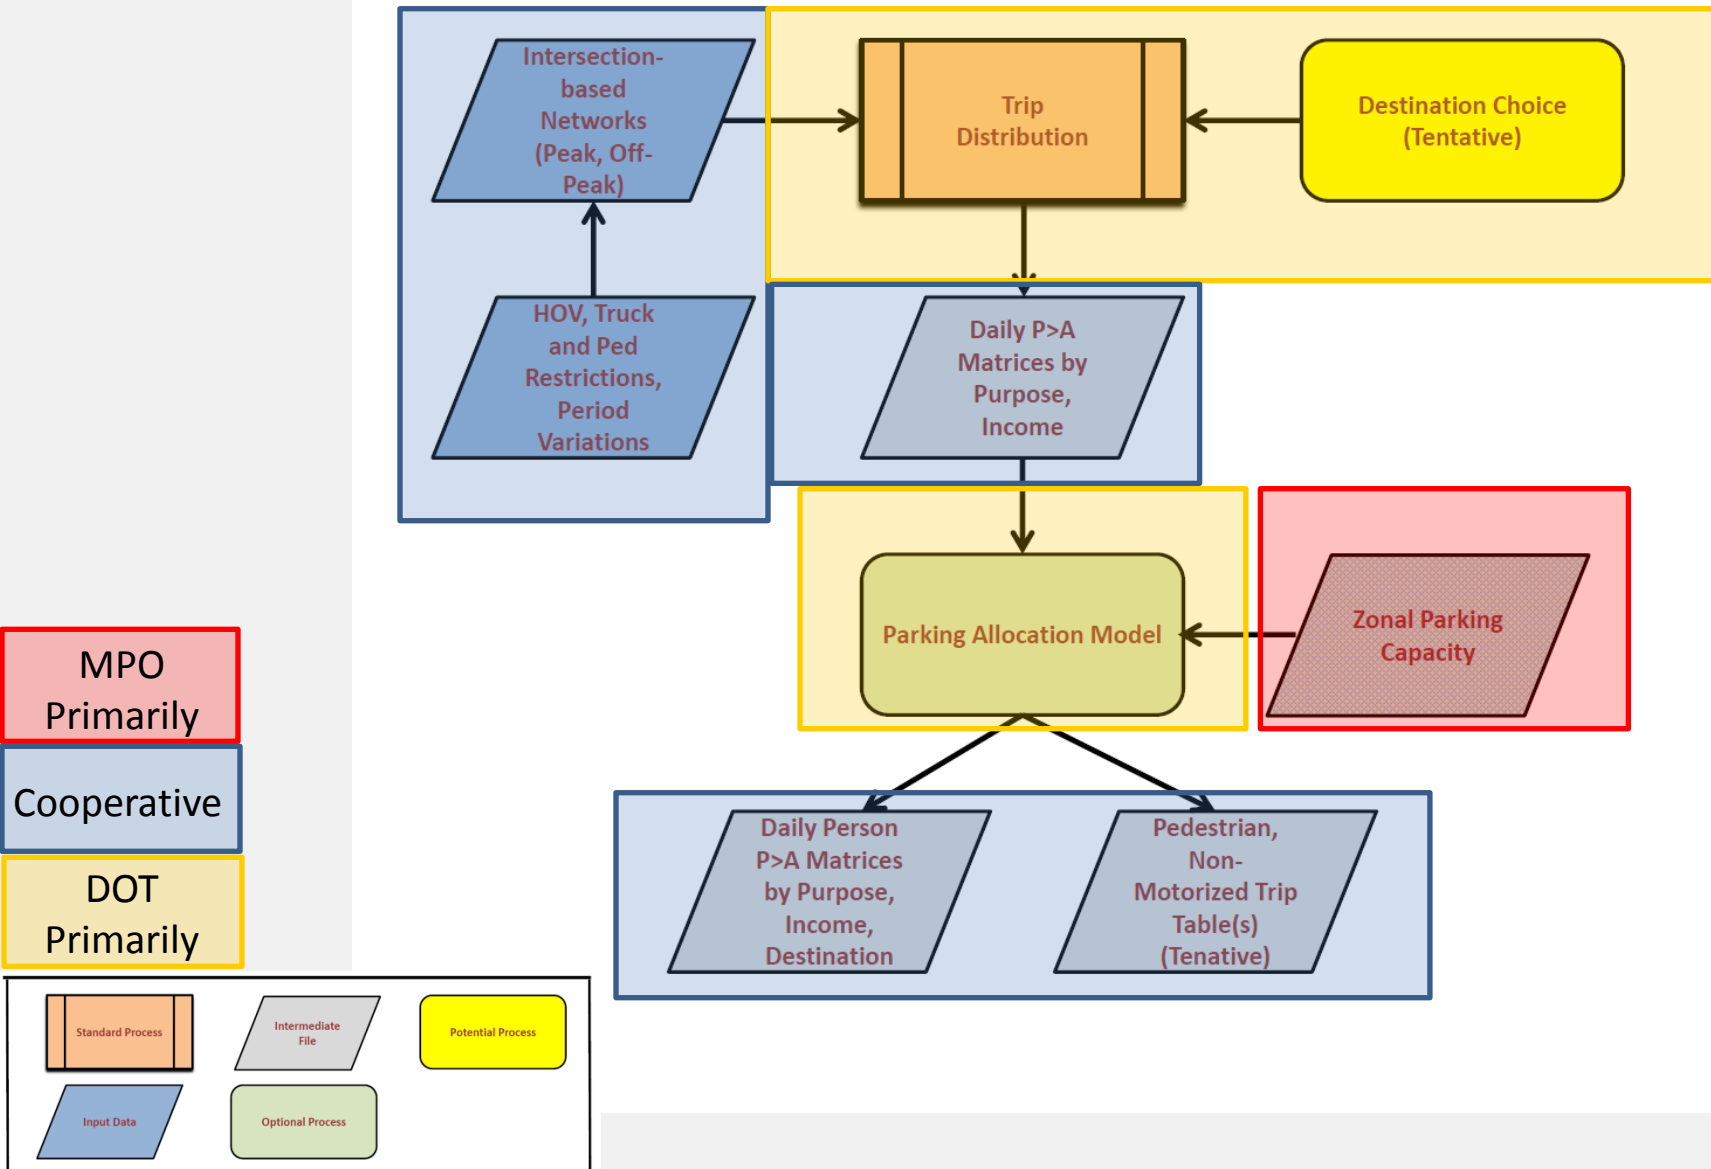 Intersection-
based
Networks
(Peak, Off-
Peak)
Trip
Distribution
Destination Choice
(Tentative)
HOV, Truck
and Ped
Restrictions,
Period
Variations
Daily P>A
Matrices by
Purpose,
Income
Parking Allocation Model
Zonal Parking
Capacity
MPO
Primarily
Cooperative
DOT
Primarily
Daily Person
P>A Matrices
by Purpose,
Income,
Destination
Pedestrian,
Non-
Motorized Trip
Table(s)
(Tenative)
Standard Process
Intermediate
File
Potential Process
Input Data
Optional Process